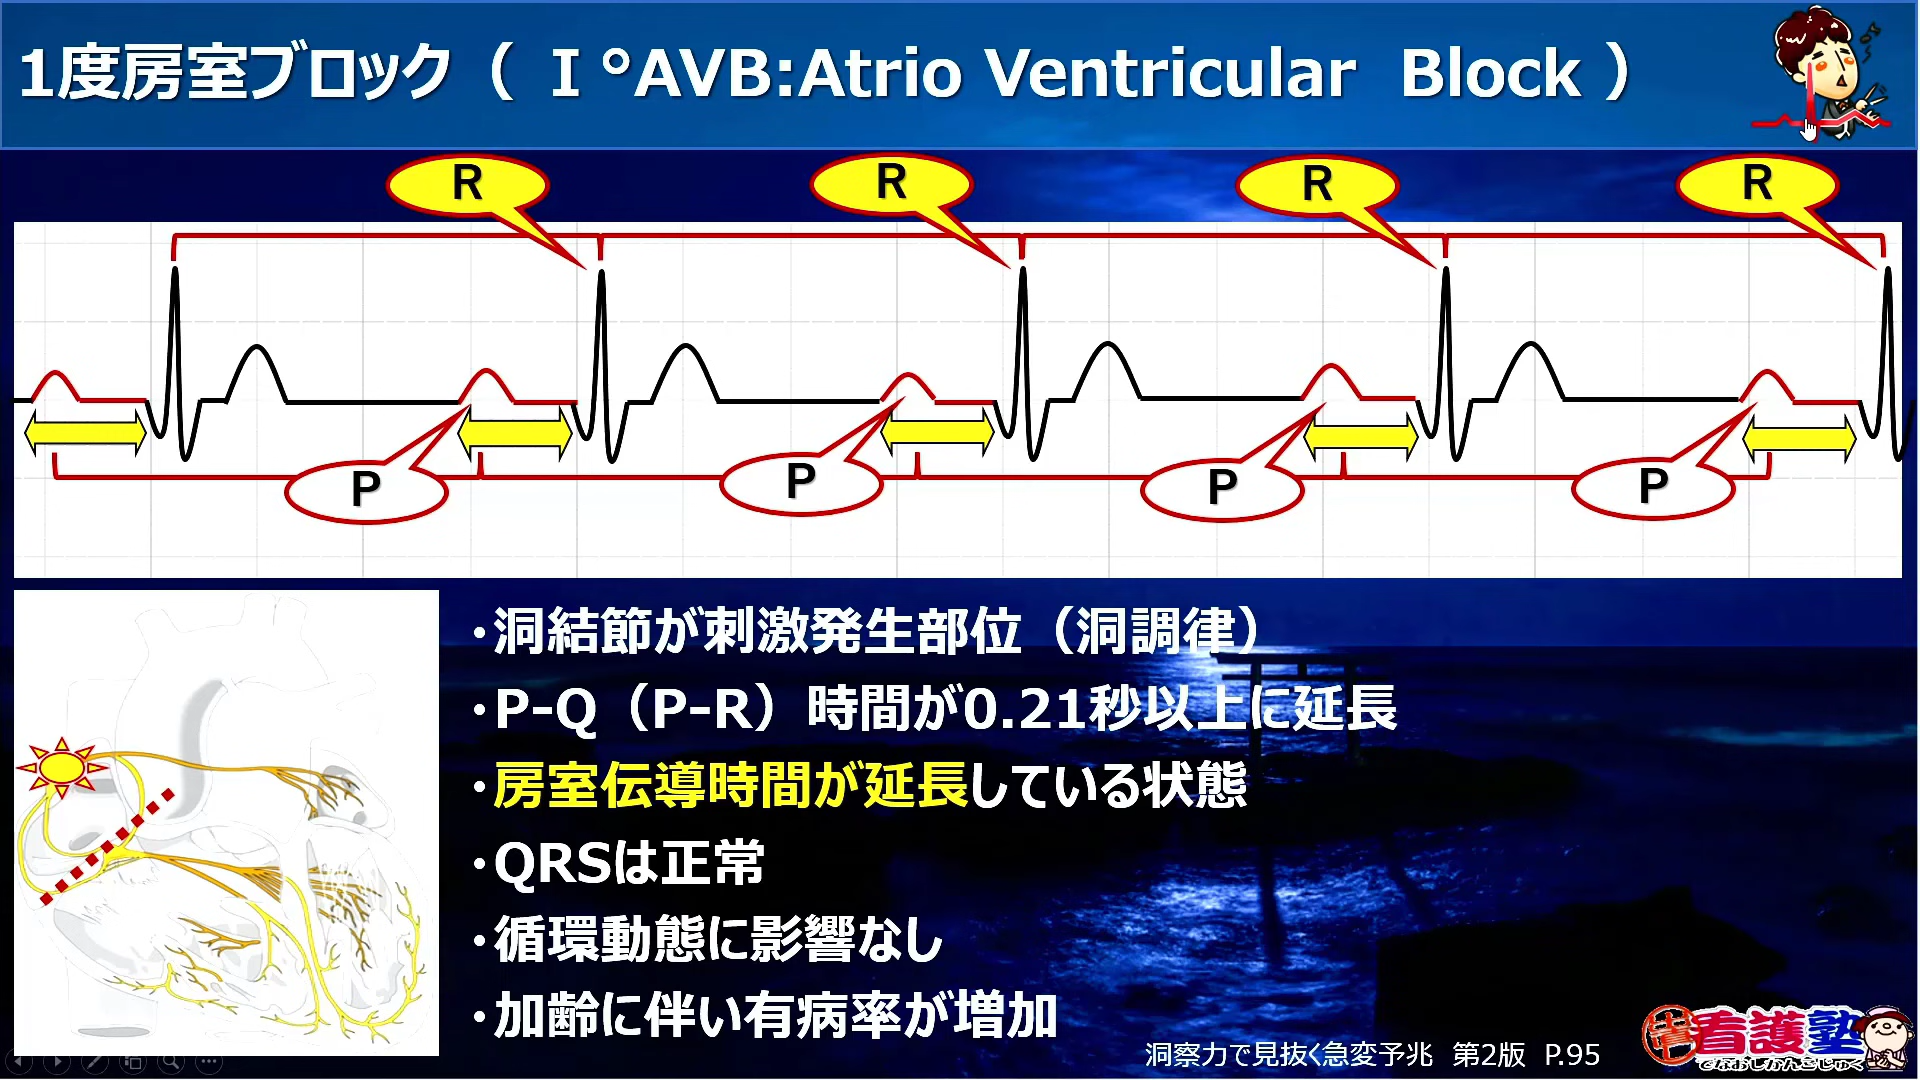 1度房室ブロック（ Ⅰ°AVB:Atrio Ventricular Block ）
R R R R
P P P P
・洞結節が刺激発生部位（洞調律）
・P-Q（P-R）時間が0.21秒以上に延長
・房室伝導時間が延長している状態
・QRSは正常
・循環動態に影響なし
・加齢に伴い有病率が増加
洞察力で見抜く急変予兆 第2版 P.95
看護塾